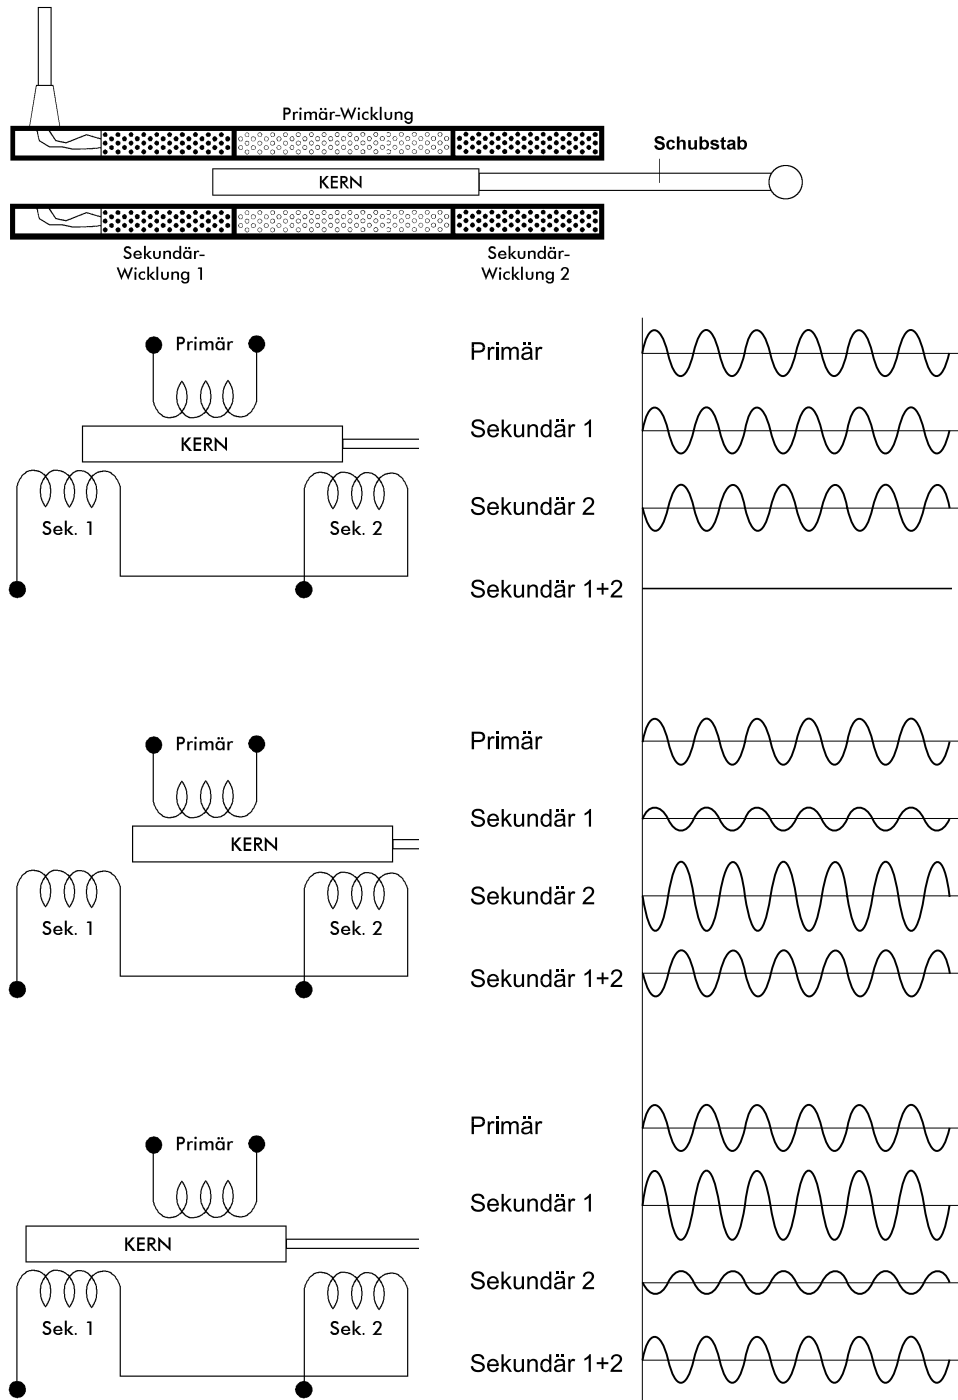 Primär-Wicklung
Schubstab
KERN
Sekundär-
Wicklung 1
Sekundär-
Wicklung 2
Primär
KERN
Sek. 1
Sek. 2
Primär
Sekundär 1
Sekundär 2
Sekundär 1+2
Primär
KERN
Sek. 1
Sek. 2
Primär
Sekundär 1
Sekundär 2
Sekundär 1+2
Primär
KERN
Sek. 1
Sek. 2
Primär
Sekundär 1
Sekundär 2
Sekundär 1+2